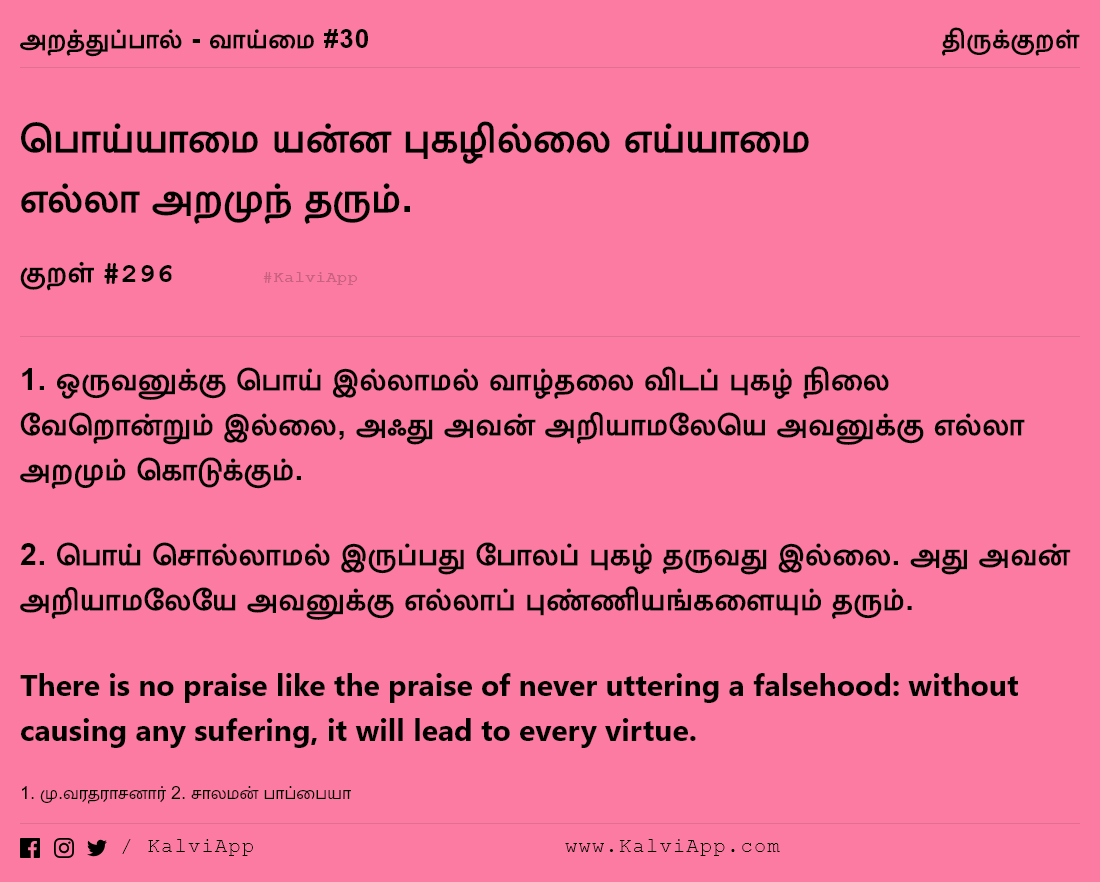 அறத்துப்பால் - வாய்மை #30 திருக்குறள்
பொய்யாமை யன்ன புகழில்லை எய்யாமை
எல்லா அறமுந் தரும்.
குறள் #296 #KalviApp
1. ஒருவனுக்கு பொய் இல்லாமல் வாழ்தலை விடப் புகழ் நிலை
வேறொன்றும் இல்லை, அஃது அவன் அறியாமலேயெ அவனுக்கு எல்லா
அறமும் கொடுக்கும்.
2. பொய் சொல்லாமல் இருப்பது போலப் புகழ் தருவது இல்லை. அது அவன்
அறியாமலேயே அவனுக்கு எல்லாப் புண்ணியங்களையும் தரும்.
There is no praise like the praise of never uttering a falsehood: without
causing any sufering, it will lead to every virtue.
1. மு.வரதராசனார் 2. சாலமன் பாப்பையா
/ KalviApp www.KalviApp.com